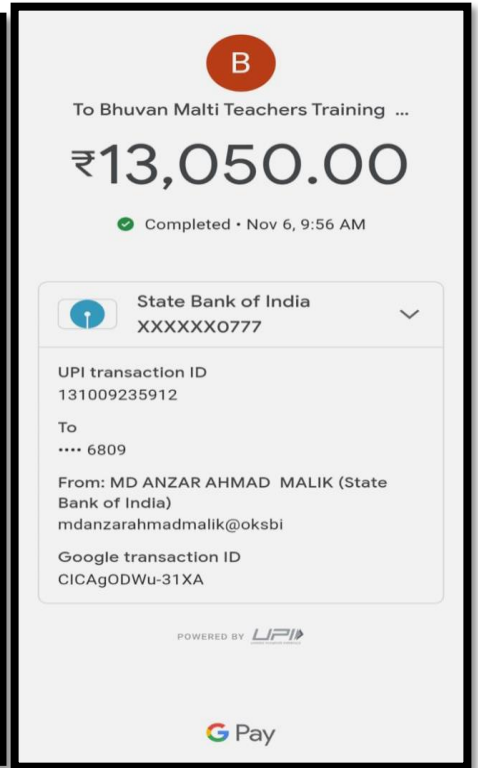 B
To Bhuvan Malti Teachers Training ...
₹13,050.00
Completed • Nov 6, 9:56 AM
State Bank of India
XXXXXX0777
UPI transaction ID
131009235912
To
•••• 6809
From: MD ANZAR AHMAD MALIK (State
Bank of India)
mdanzarahmadmalik@oksbi
Google transaction ID
CICAgODWu-31XA
POWERED BY UPI
G Pay